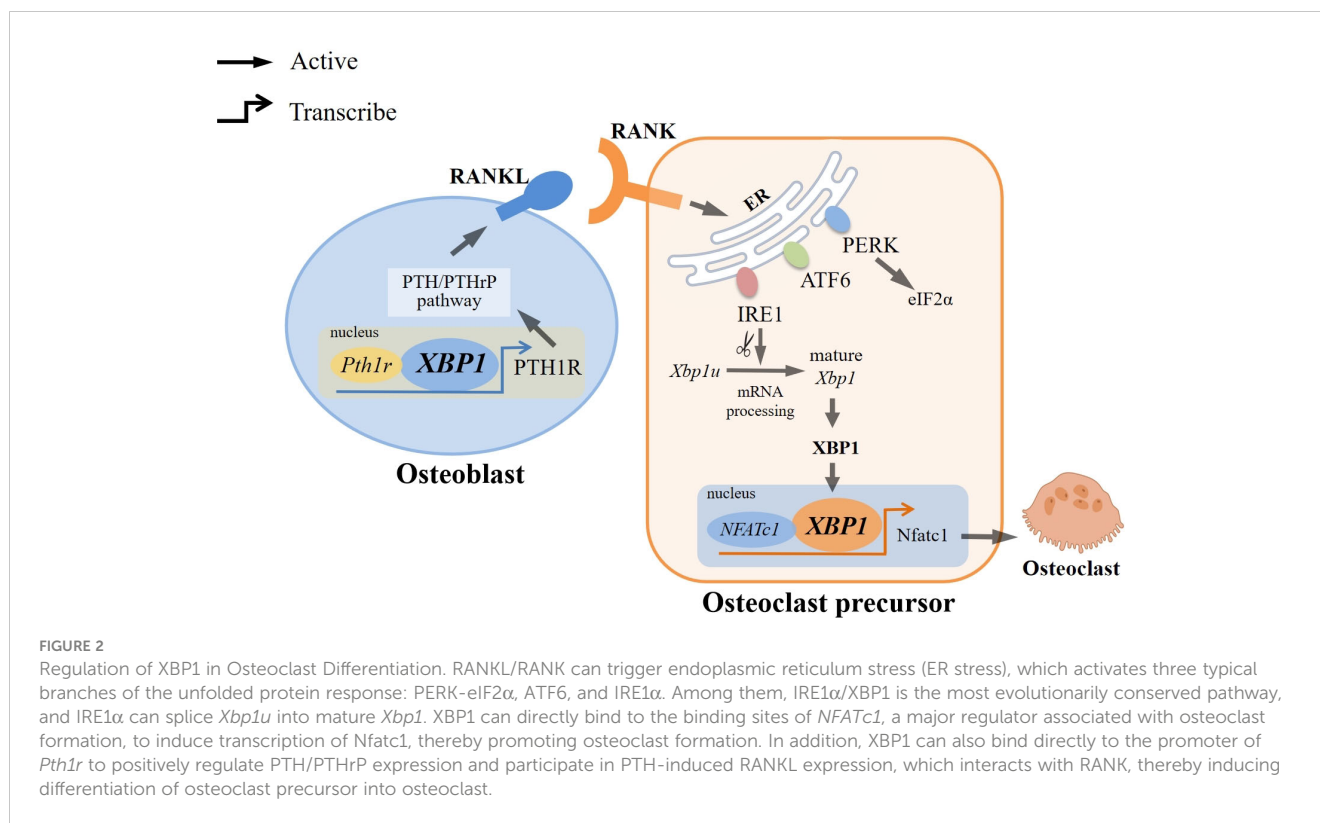 Active
Transcribe
RANK
RANKL
ER
PERK
PTH/PTHrP
pathway
ATF6
eIF2α
IRE1
nucleus
Pth1r
XBP1
PTH1R
Xbp1u
mature
Xbp1
mRNA
processing
XBP1
Osteoblast
nucleus
NFATc1
XBP1
Nfatc1
Osteoclast
Osteoclast precursor
FIGURE 2
Regulation of XBP1 in Osteoclast Differentiation. RANKL/RANK can trigger endoplasmic reticulum stress (ER stress), which activates three typical
branches of the unfolded protein response: PERK-eIF2α, ATF6, and IRE1α. Among them, IRE1α/XBP1 is the most evolutionarily conserved pathway,
and IRE1α can splice Xbp1u into mature Xbp1. XBP1 can directly bind to the binding sites of NFATc1, a major regulator associated with osteoclast
formation, to induce transcription of Nfatc1, thereby promoting osteoclast formation. In addition, XBP1 can also bind directly to the promoter of
Pth1r to positively regulate PTH/PTHrP expression and participate in PTH-induced RANKL expression, which interacts with RANK, thereby inducing
differentiation of osteoclast precursor into osteoclast.